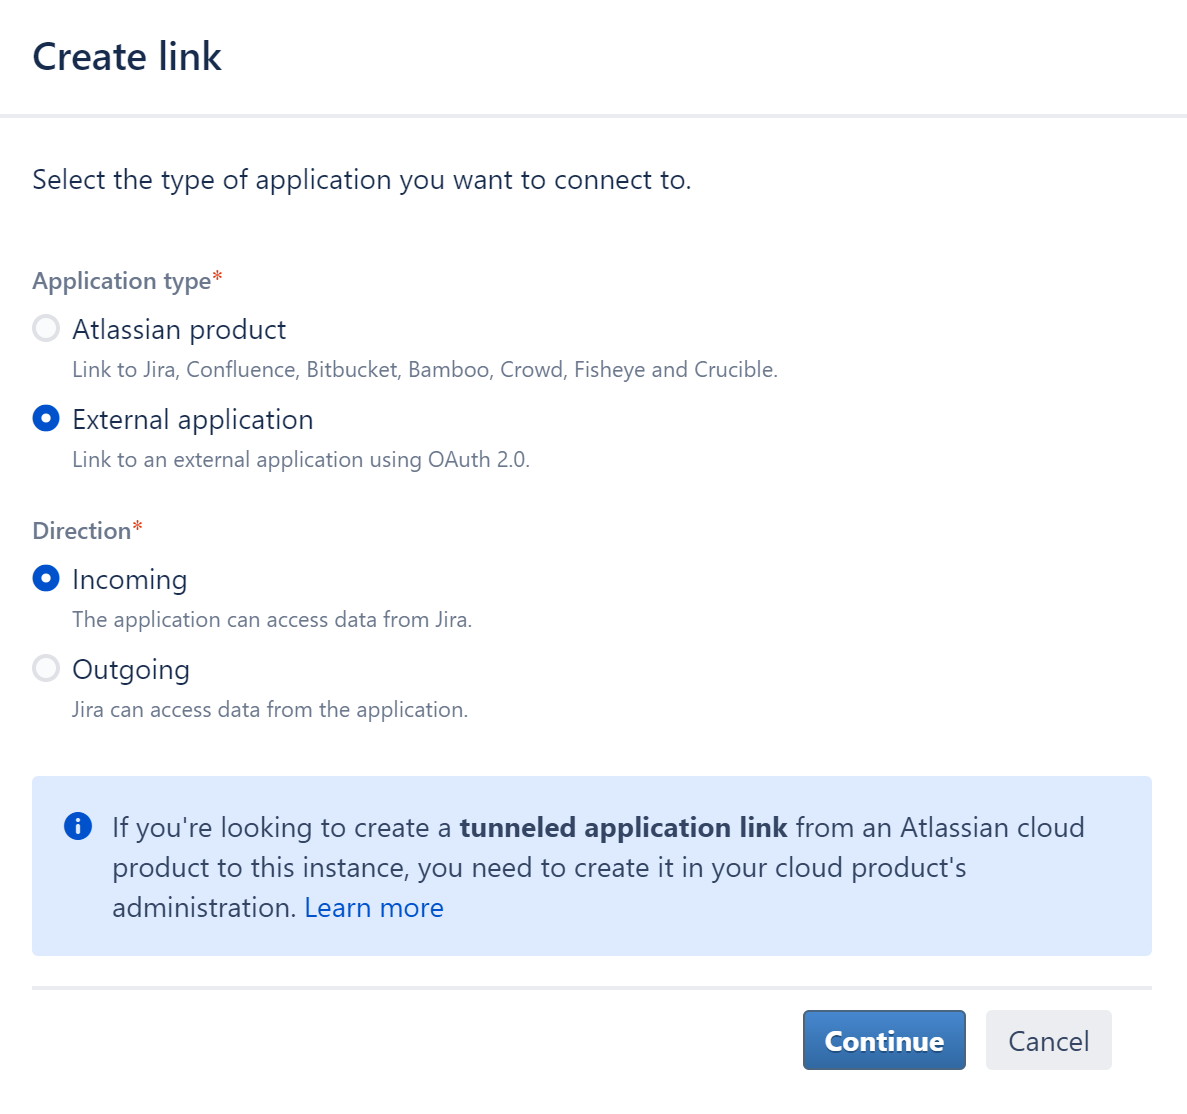 Create link
Select the type of application you want to connect to.
Application type*
Atlassian product
Link to Jira, Confluence, Bitbucket, Bamboo, Crowd, Fisheye and Crucible.
External application
Link to an external application using OAuth 2.0.
Direction*
Incoming
The application can access data from Jira.
Outgoing
Jira can access data from the application.
If you're looking to create a tunneled application link from an Atlassian cloud
product to this instance, you need to create it in your cloud product's
administration. Learn more
Continue Cancel